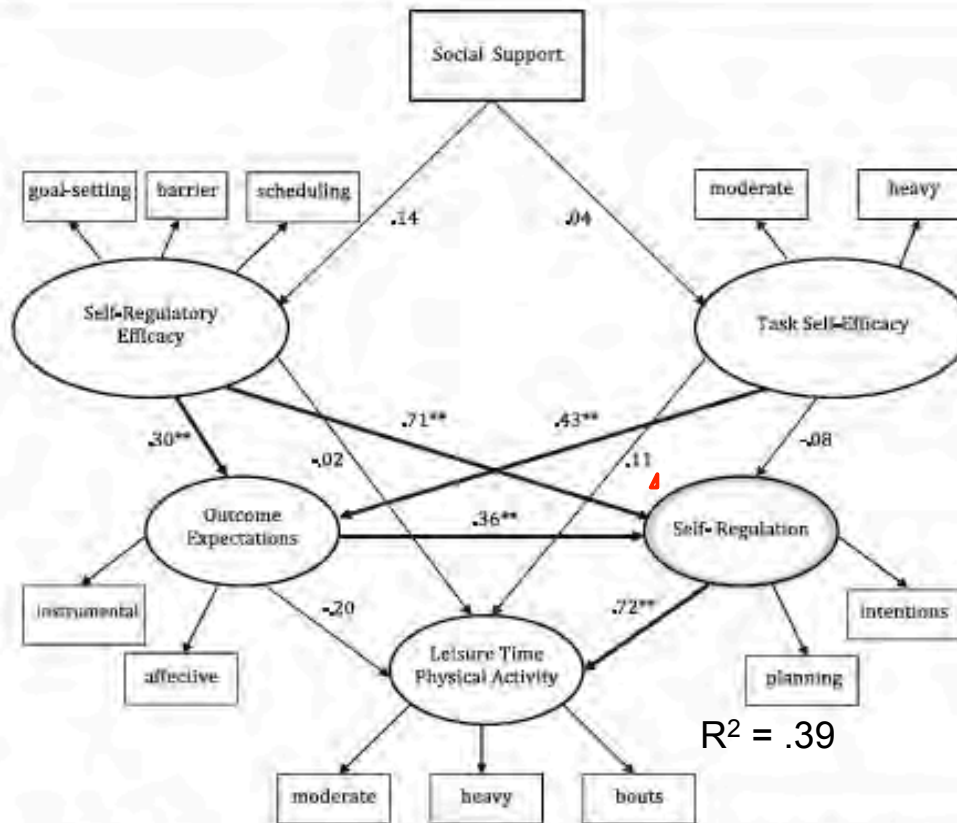 Social Support
goal-setting
barrier
scheduling
moderate
heavy
.14
.04
Self-Regulatory
Efficacy
Task Self-Efficacy
.30**
-.02
.71**
.43**
.11
-.08
Outcome
Expectations
.36**
Self- Regulation
instrumental
affective
-.20
.72**
Leisure Time
Physical Activity
intentions
planning
R² = .39
moderate
heavy
bouts